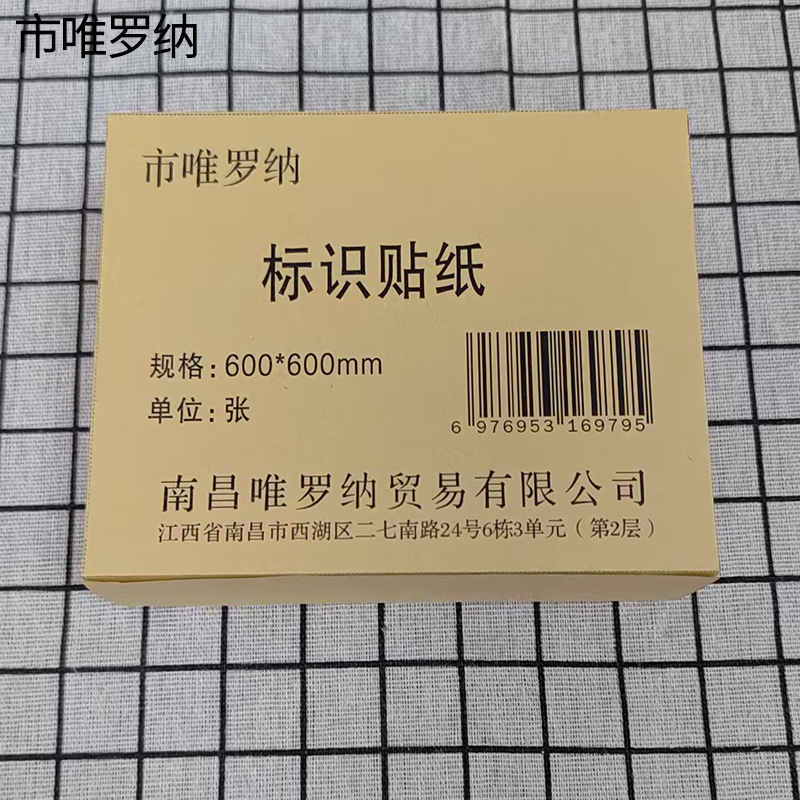 市唯罗纳
市唯罗纳
标识贴纸
规格：600*600mm
单位：张
6 976953 169795
南昌唯罗纳贸易有限公司
江西省南昌市西湖区二七南路24号6栋3单元（第2层）